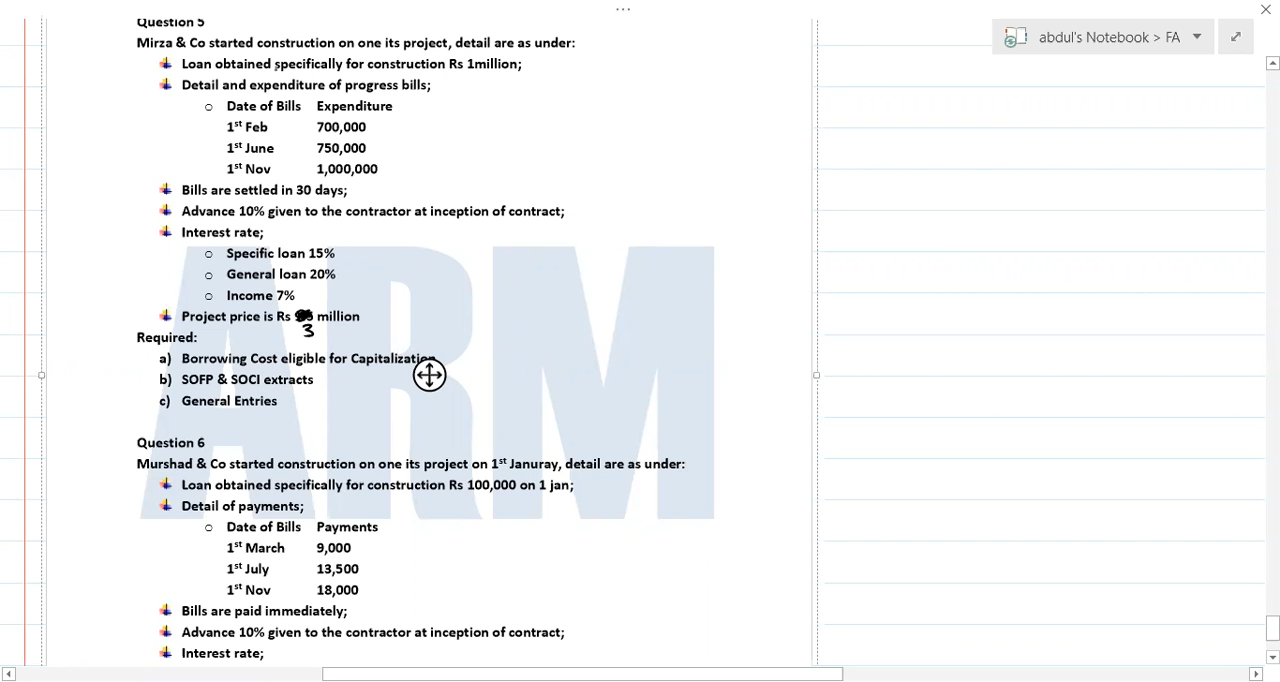 ...
abdul's Notebook > FA
Question 5
Mirza & Co started construction on one its project, detail are as under:
Loan obtained specifically for construction Rs 1million;
Detail and expenditure of progress bills;
o Date of Bills Expenditure
1st Feb 700,000
1st June 750,000
1st Nov 1,000,000
Bills are settled in 30 days;
Advance 10% given to the contractor at inception of contract;
Interest rate;
o Specific loan 15%
o General loan 20%
o Income 7%
Project price is Rs million
3
Required:
a) Borrowing Cost eligible for Capitalization
b) SOFP & SOCI extracts
c) General Entries
Question 6
Murshad & Co started construction on one its project on 1st Januray, detail are as under:
Loan obtained specifically for construction Rs 100,000 on 1 jan;
Detail of payments;
o Date of Bills Payments
1st March 9,000
1st July 13,500
1st Nov 18,000
Bills are paid immediately;
Advance 10% given to the contractor at inception of contract;
Interest rate;
ARM